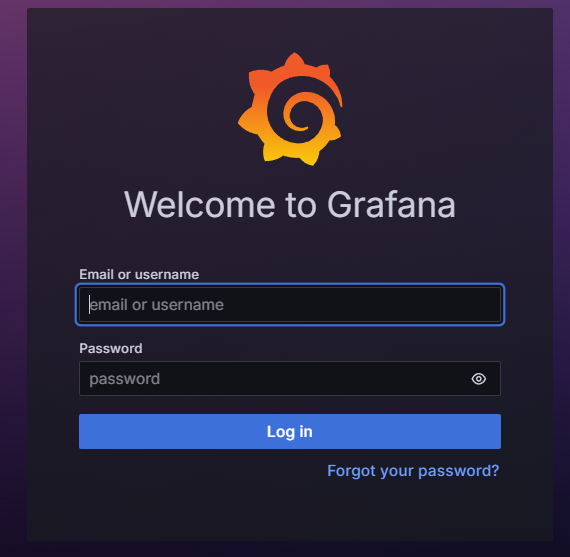 Welcome to Grafana
Email or username
email or username
Password
password
Log in
Forgot your password?